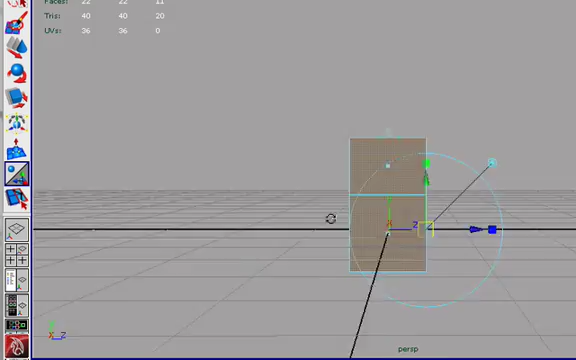 Faces: 22 22 11
Tris: 40 40 20
UVs: 36 36 0
X Z
X Z
persp